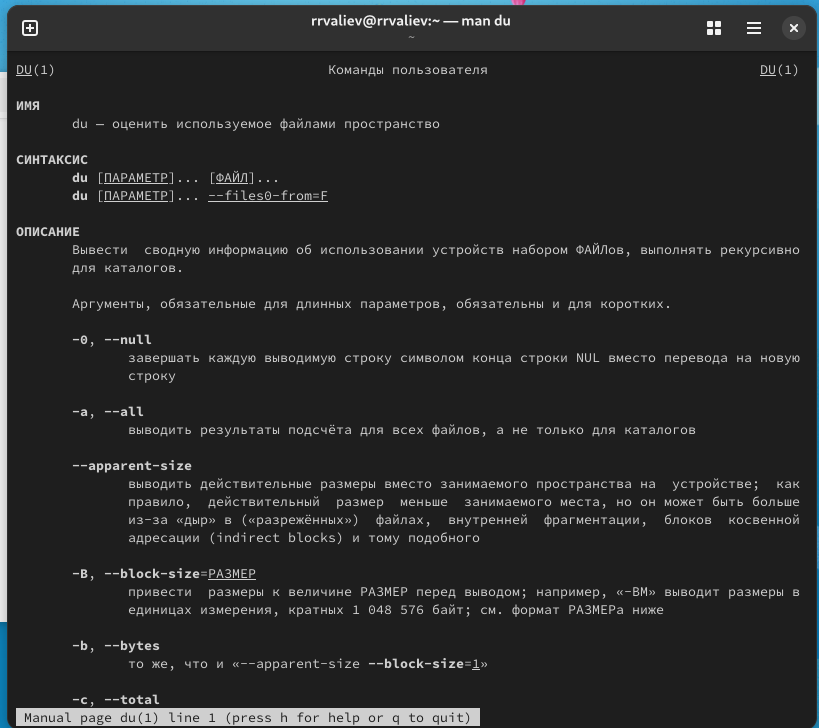 rrvaliev@rrvaliev:~ — man du
~
DU(1) Команды пользователя DU(1)
ИМЯ
du — оценить используемое файлами пространство
СИНТАКСИС
du [ПАРАМЕТР]... [ФАЙЛ]...
du [ПАРАМЕТР]... --files0-from=F
ОПИСАНИЕ
Вывести сводную информацию об использовании устройств набором ФАЙЛов, выполнять рекурсивно
для каталогов.
Аргументы, обязательные для длинных параметров, обязательны и для коротких.
-0, --null
завершать каждую выводимую строку символом конца строки NUL вместо перевода на новую
строку
-a, --all
выводить результаты подсчёта для всех файлов, а не только для каталогов
--apparent-size
выводить действительные размеры вместо занимаемого пространства на устройстве; как
правило, действительный размер меньше занимаемого места, но он может быть больше
из-за «дыр» в («разрежённых») файлах, внутренней фрагментации, блоков косвенной
адресации (indirect blocks) и тому подобного
-B, --block-size=РАЗМЕР
привести размеры к величине РАЗМЕР перед выводом; например, «-BM» выводит размеры в
единицах измерения, кратных 1 048 576 байт; см. формат РАЗМЕРа ниже
-b, --bytes
то же, что и «--apparent-size --block-size=1»
-c, --total
Manual page du(1) line 1 (press h for help or q to quit)